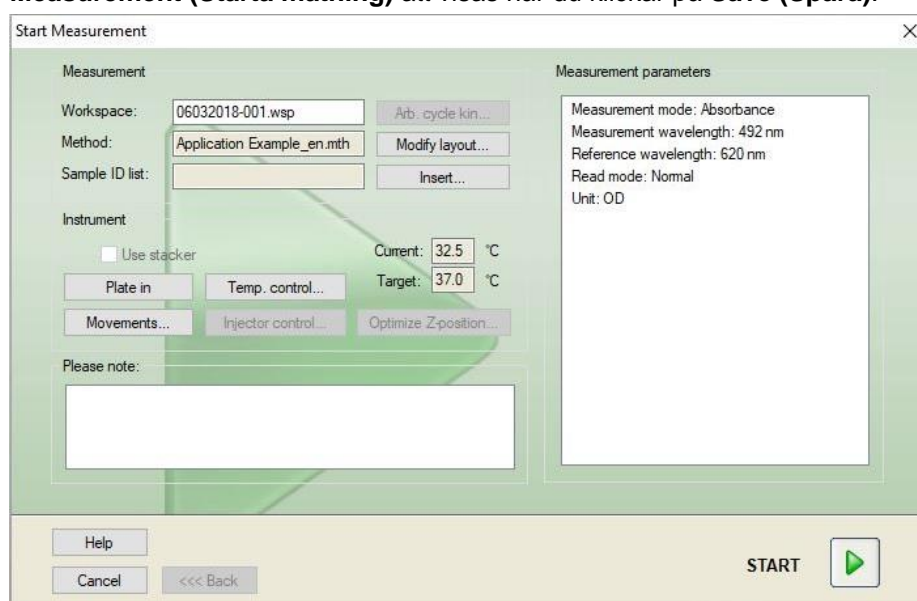 Measurement (Starta mätning) att visas när du klickar på Save (Spara).
Start Measurement
Measurement
Workspace: 06032018-001.wsp Arb. cycle kin...
Method: Application Example_en.mth Modify layout...
Sample ID list: Insert...
Instrument
Use stacker Current: 32.5 °C
Plate in Temp. control... Target: 37.0 °C
Movements... Injector control... Optimize Z-position...
Please note:
Measurement parameters
Measurement mode: Absorbance
Measurement wavelength: 492 nm
Reference wavelength: 620 nm
Read mode: Normal
Unit: OD
Help
Cancel <<< Back
START